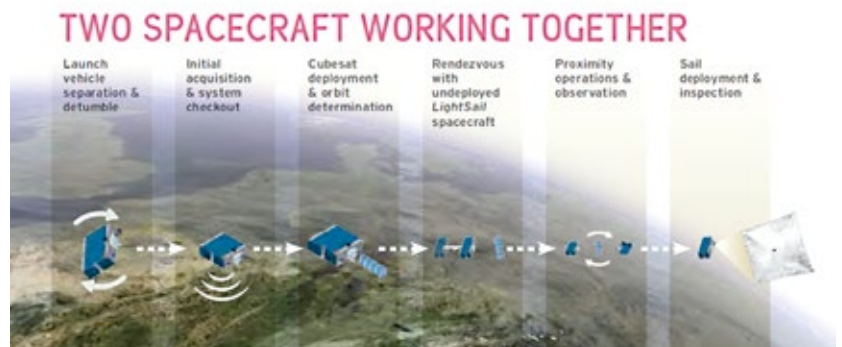 TWO SPACECRAFT WORKING TOGETHER
Launch
vehicle
separation &
detumble
Initial
acquisition
& system
checkout
Cubesat
deployment
& orbit
determination
Rendezvous
with
undeployed
LightSail
spacecraft
Proximity
operations &
observation
Sail
deployment &
inspection